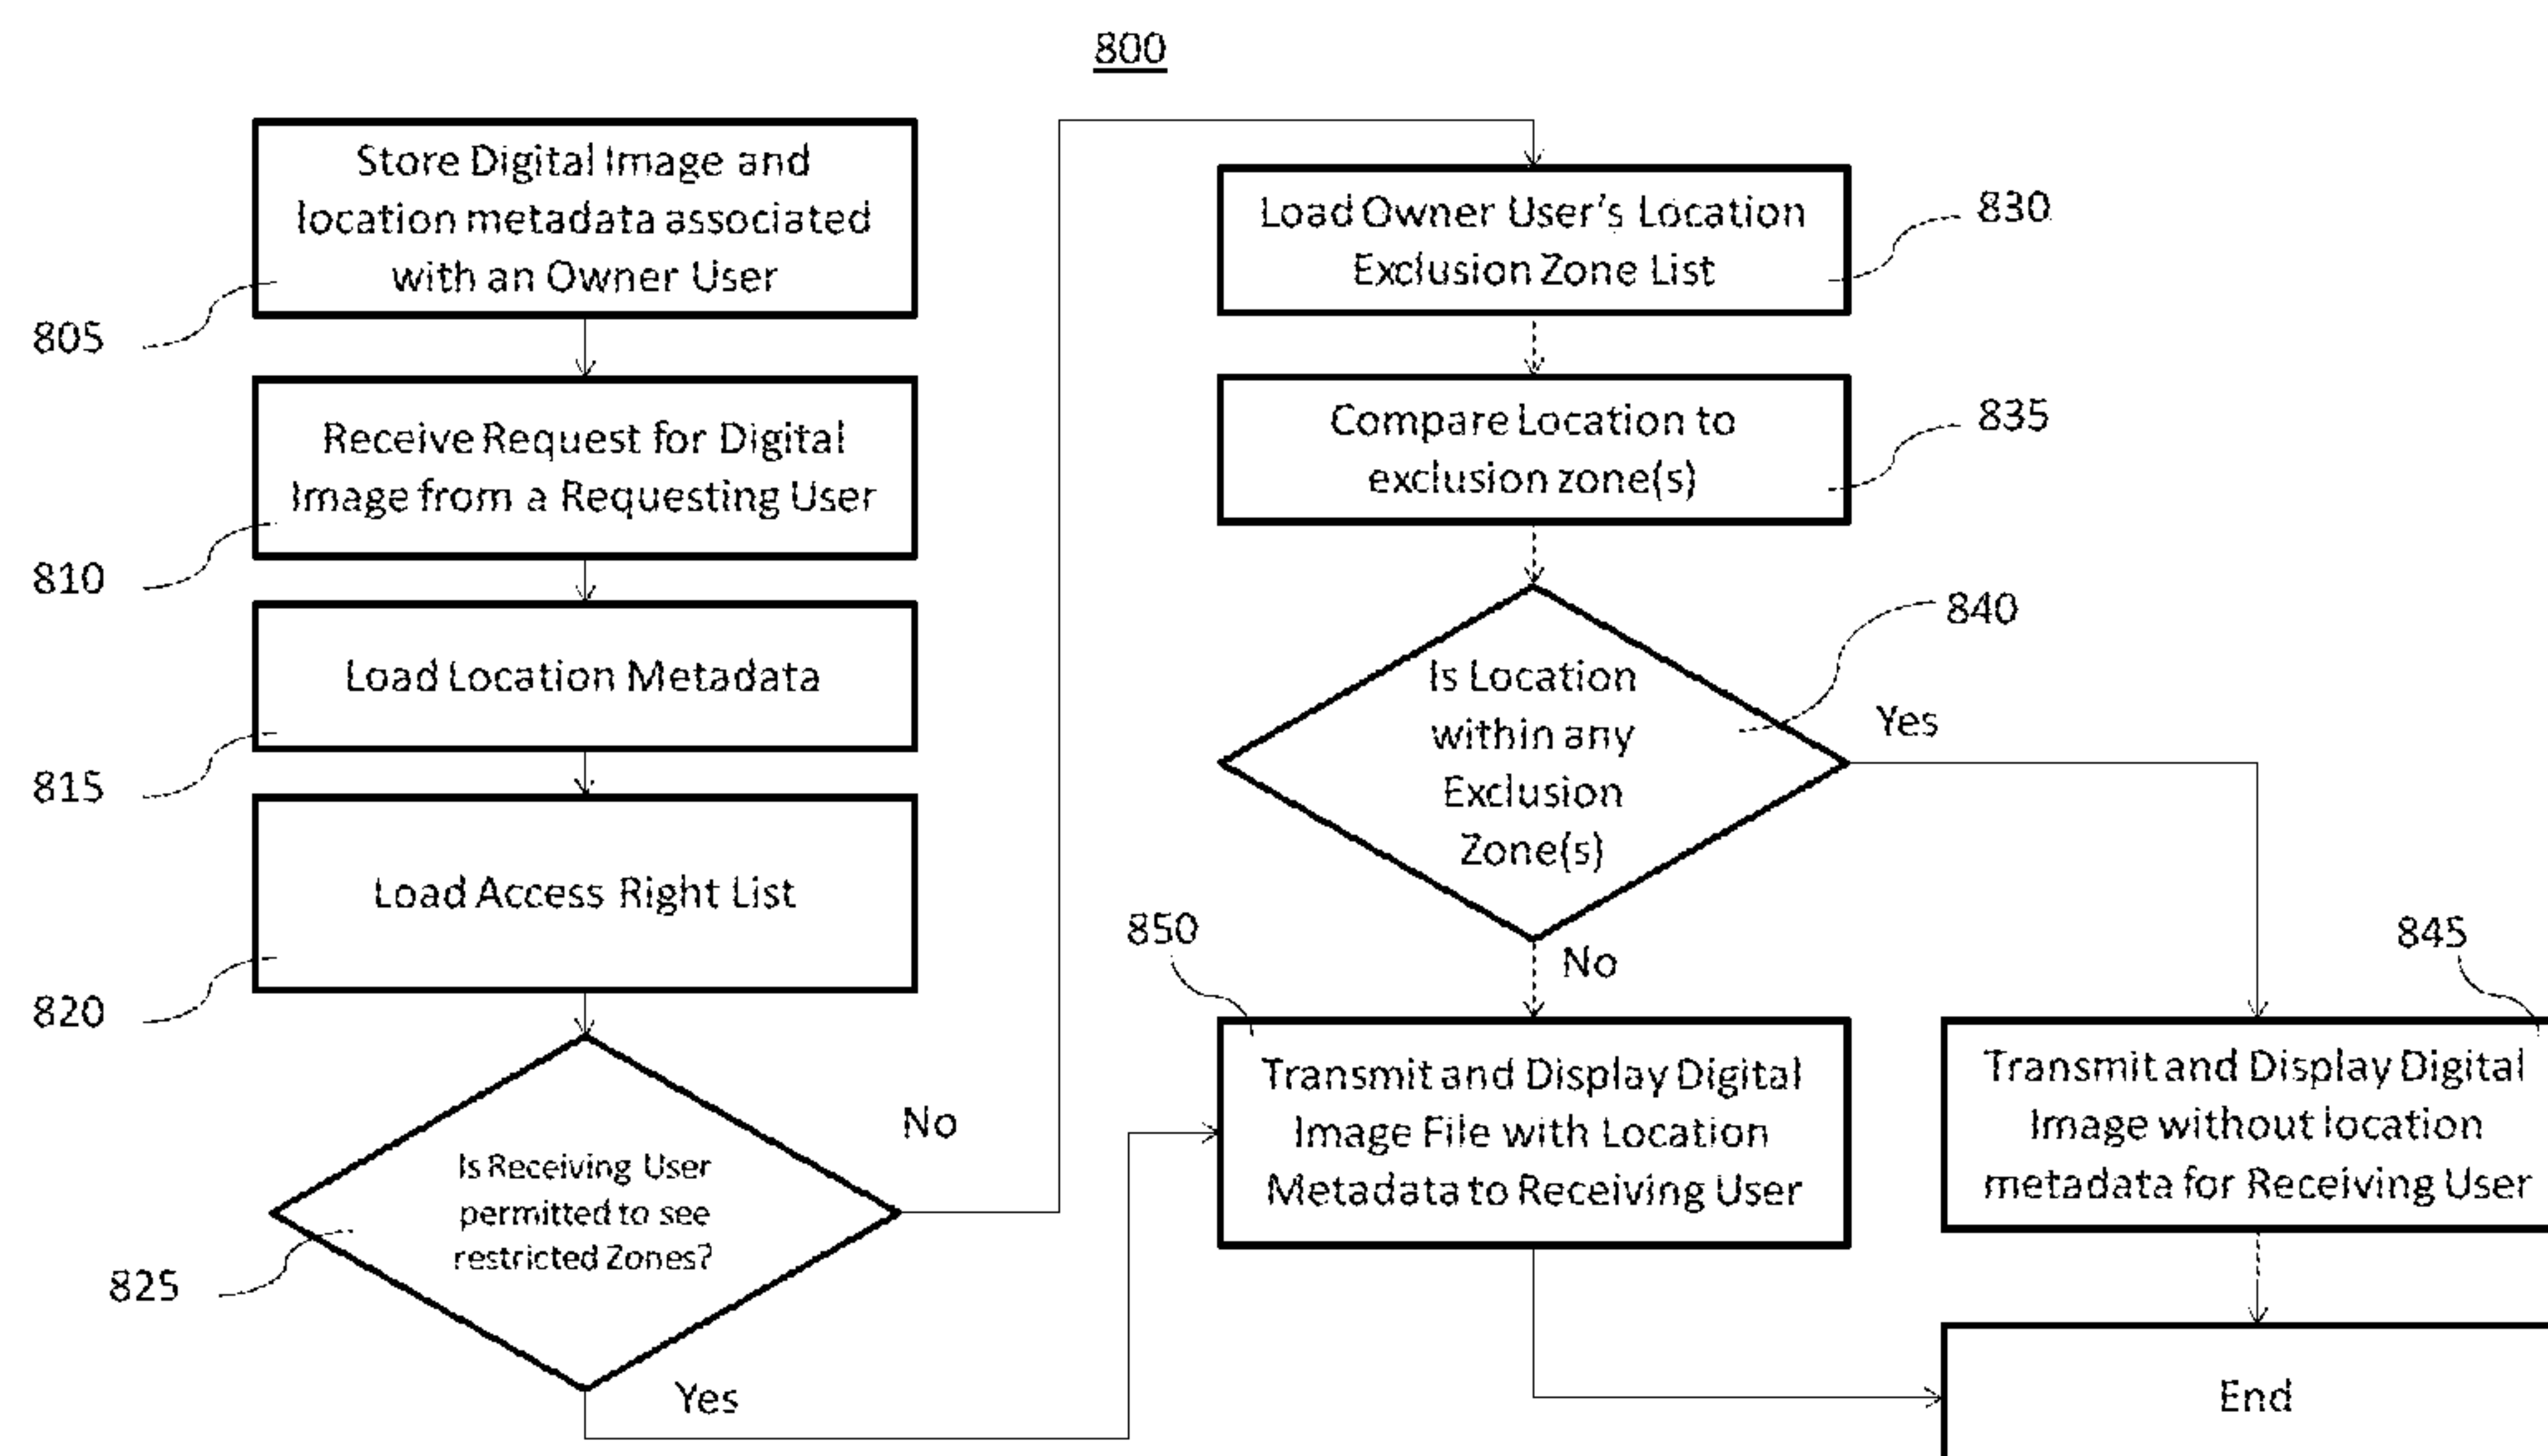 800
Store Digital Image and
location metadata associated
with an Owner User
805
Receive Request for Digital
Image from a Requesting User
810
Load Location Metadata
815
Load Access Right List
820
Is Receiving User
permitted to see
restricted Zones?
825
No
Yes
Load Owner User's Location
Exclusion Zone List
830
Compare Location to
exclusion zone(s)
835
Is Location
within any
Exclusion
Zone(s)
840
Yes
No
850
Transmit and Display Digital
Image File with Location
Metadata to Receiving User
845
Transmit and Display Digital
Image without location
metadata for Receiving User
End